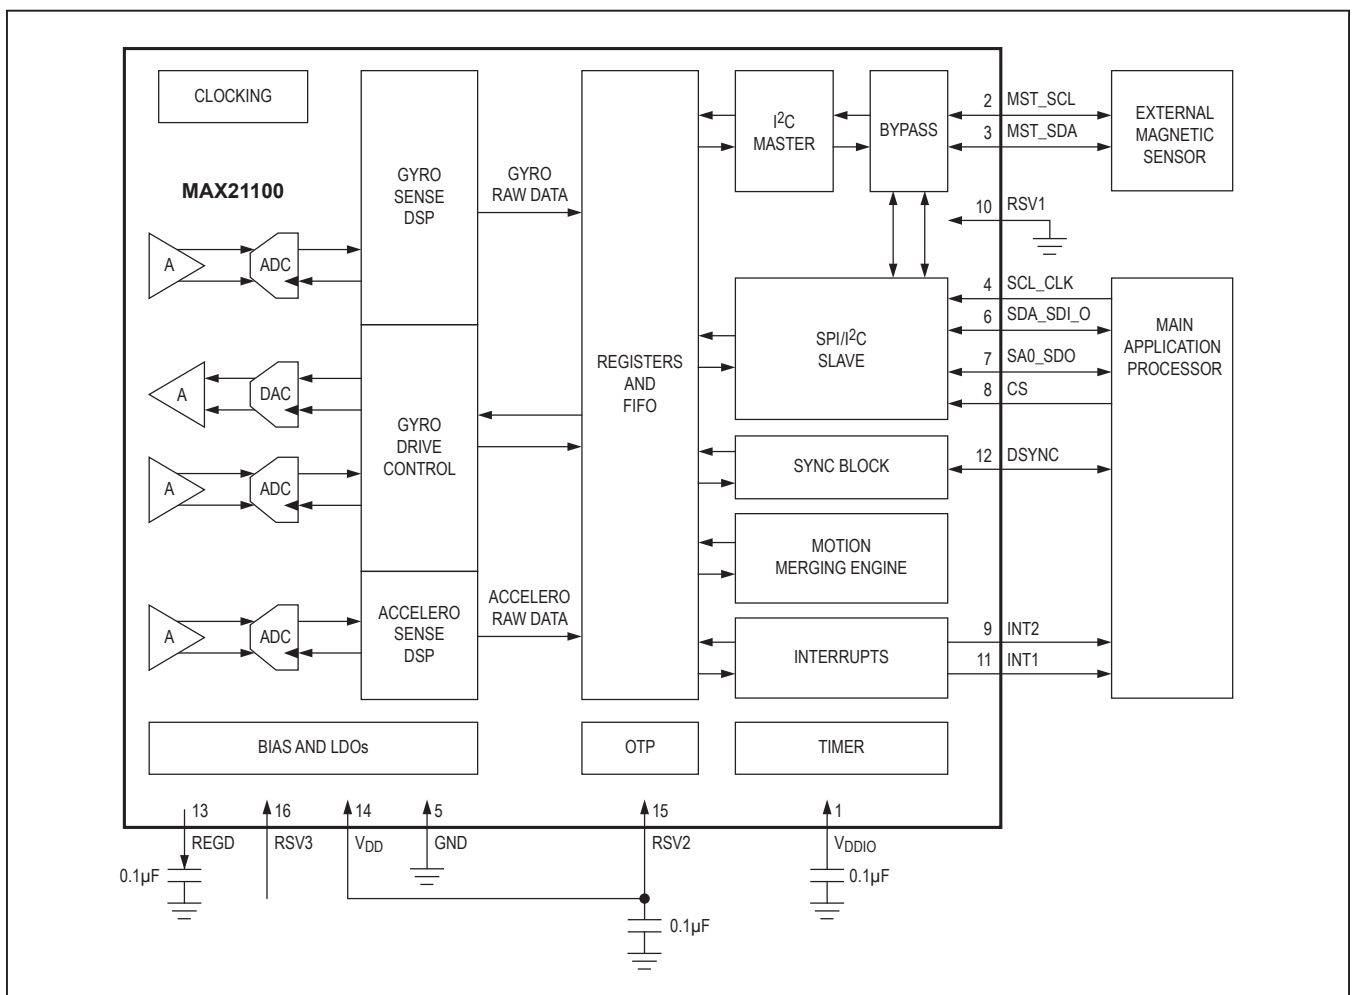 CLOCKING
MAX21100
A
ADC
A
DAC
A
ADC
A
ADC
GYRO
SENSE
DSP
GYRO
DRIVE
CONTROL
ACCELERO
SENSE
DSP
GYRO
RAW DATA
ACCELERO
RAW DATA
REGISTERS
AND
FIFO
I2C
MASTER
BYPASS
SPI/I2C
SLAVE
SYNC BLOCK
MOTION
MERGING ENGINE
INTERRUPTS
BIAS AND LDOs
OTP
TIMER
2 MST_SCL
3 MST_SDA
10 RSV1
4 SCL_CLK
6 SDA_SDI_O
7 SA0_SDO
8 CS
12 DSYNC
9 INT2
11 INT1
EXTERNAL
MAGNETIC
SENSOR
MAIN
APPLICATION
PROCESSOR
13
REGD
0.1µF
16
RSV3
14
VDD
5
GND
15
RSV2
0.1µF
1
VDDIO
0.1µF